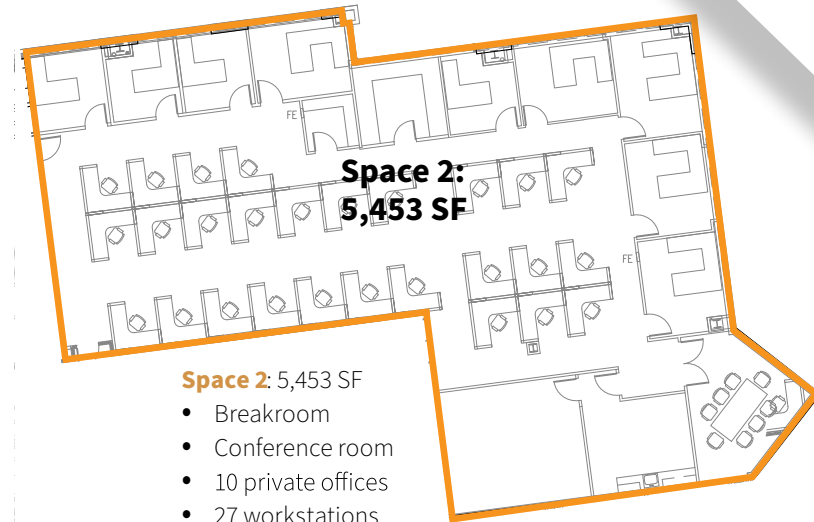 FE
Space 2:
5,453 SF
FE
Space 2: 5,453 SF
• Breakroom
• Conference room
• 10 private offices
• 27 workstations